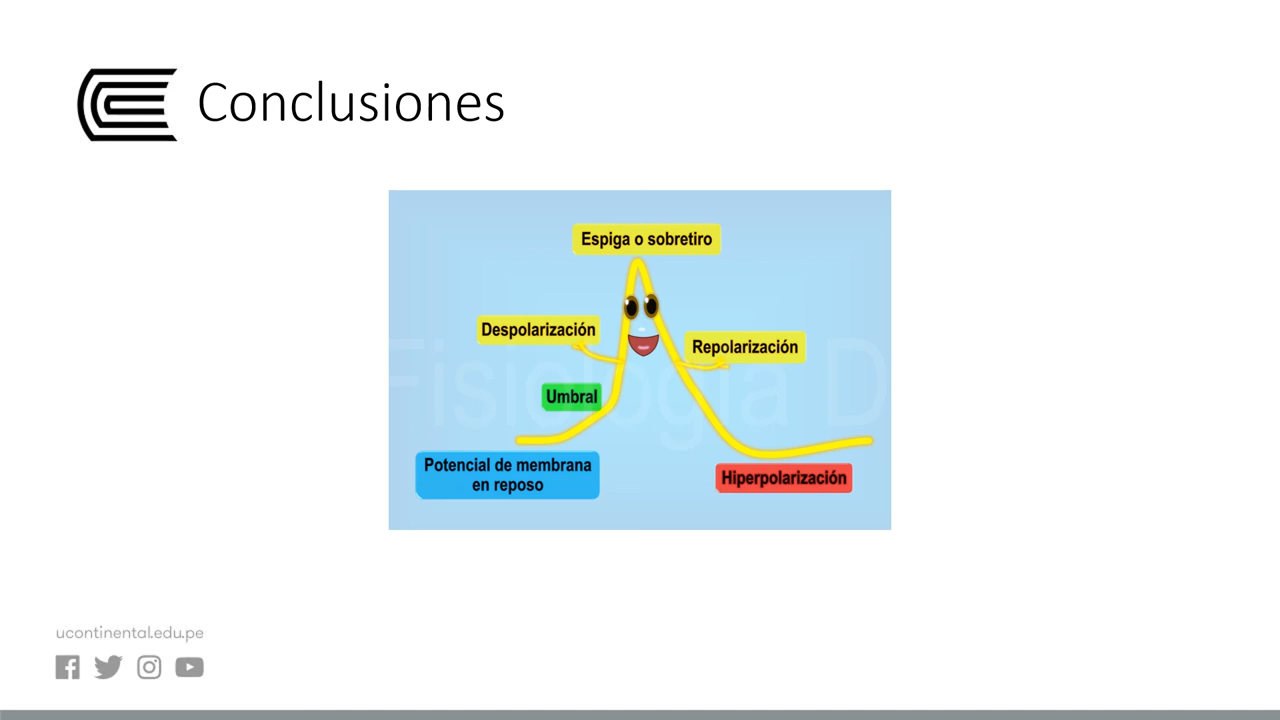 Conclusiones
Espiga o sobretiro
Despolarización
Repolarización
Umbral
Potencial de membrana
en reposo
Hiperpolarización
Fisiología D
ucontinental.edu.pe